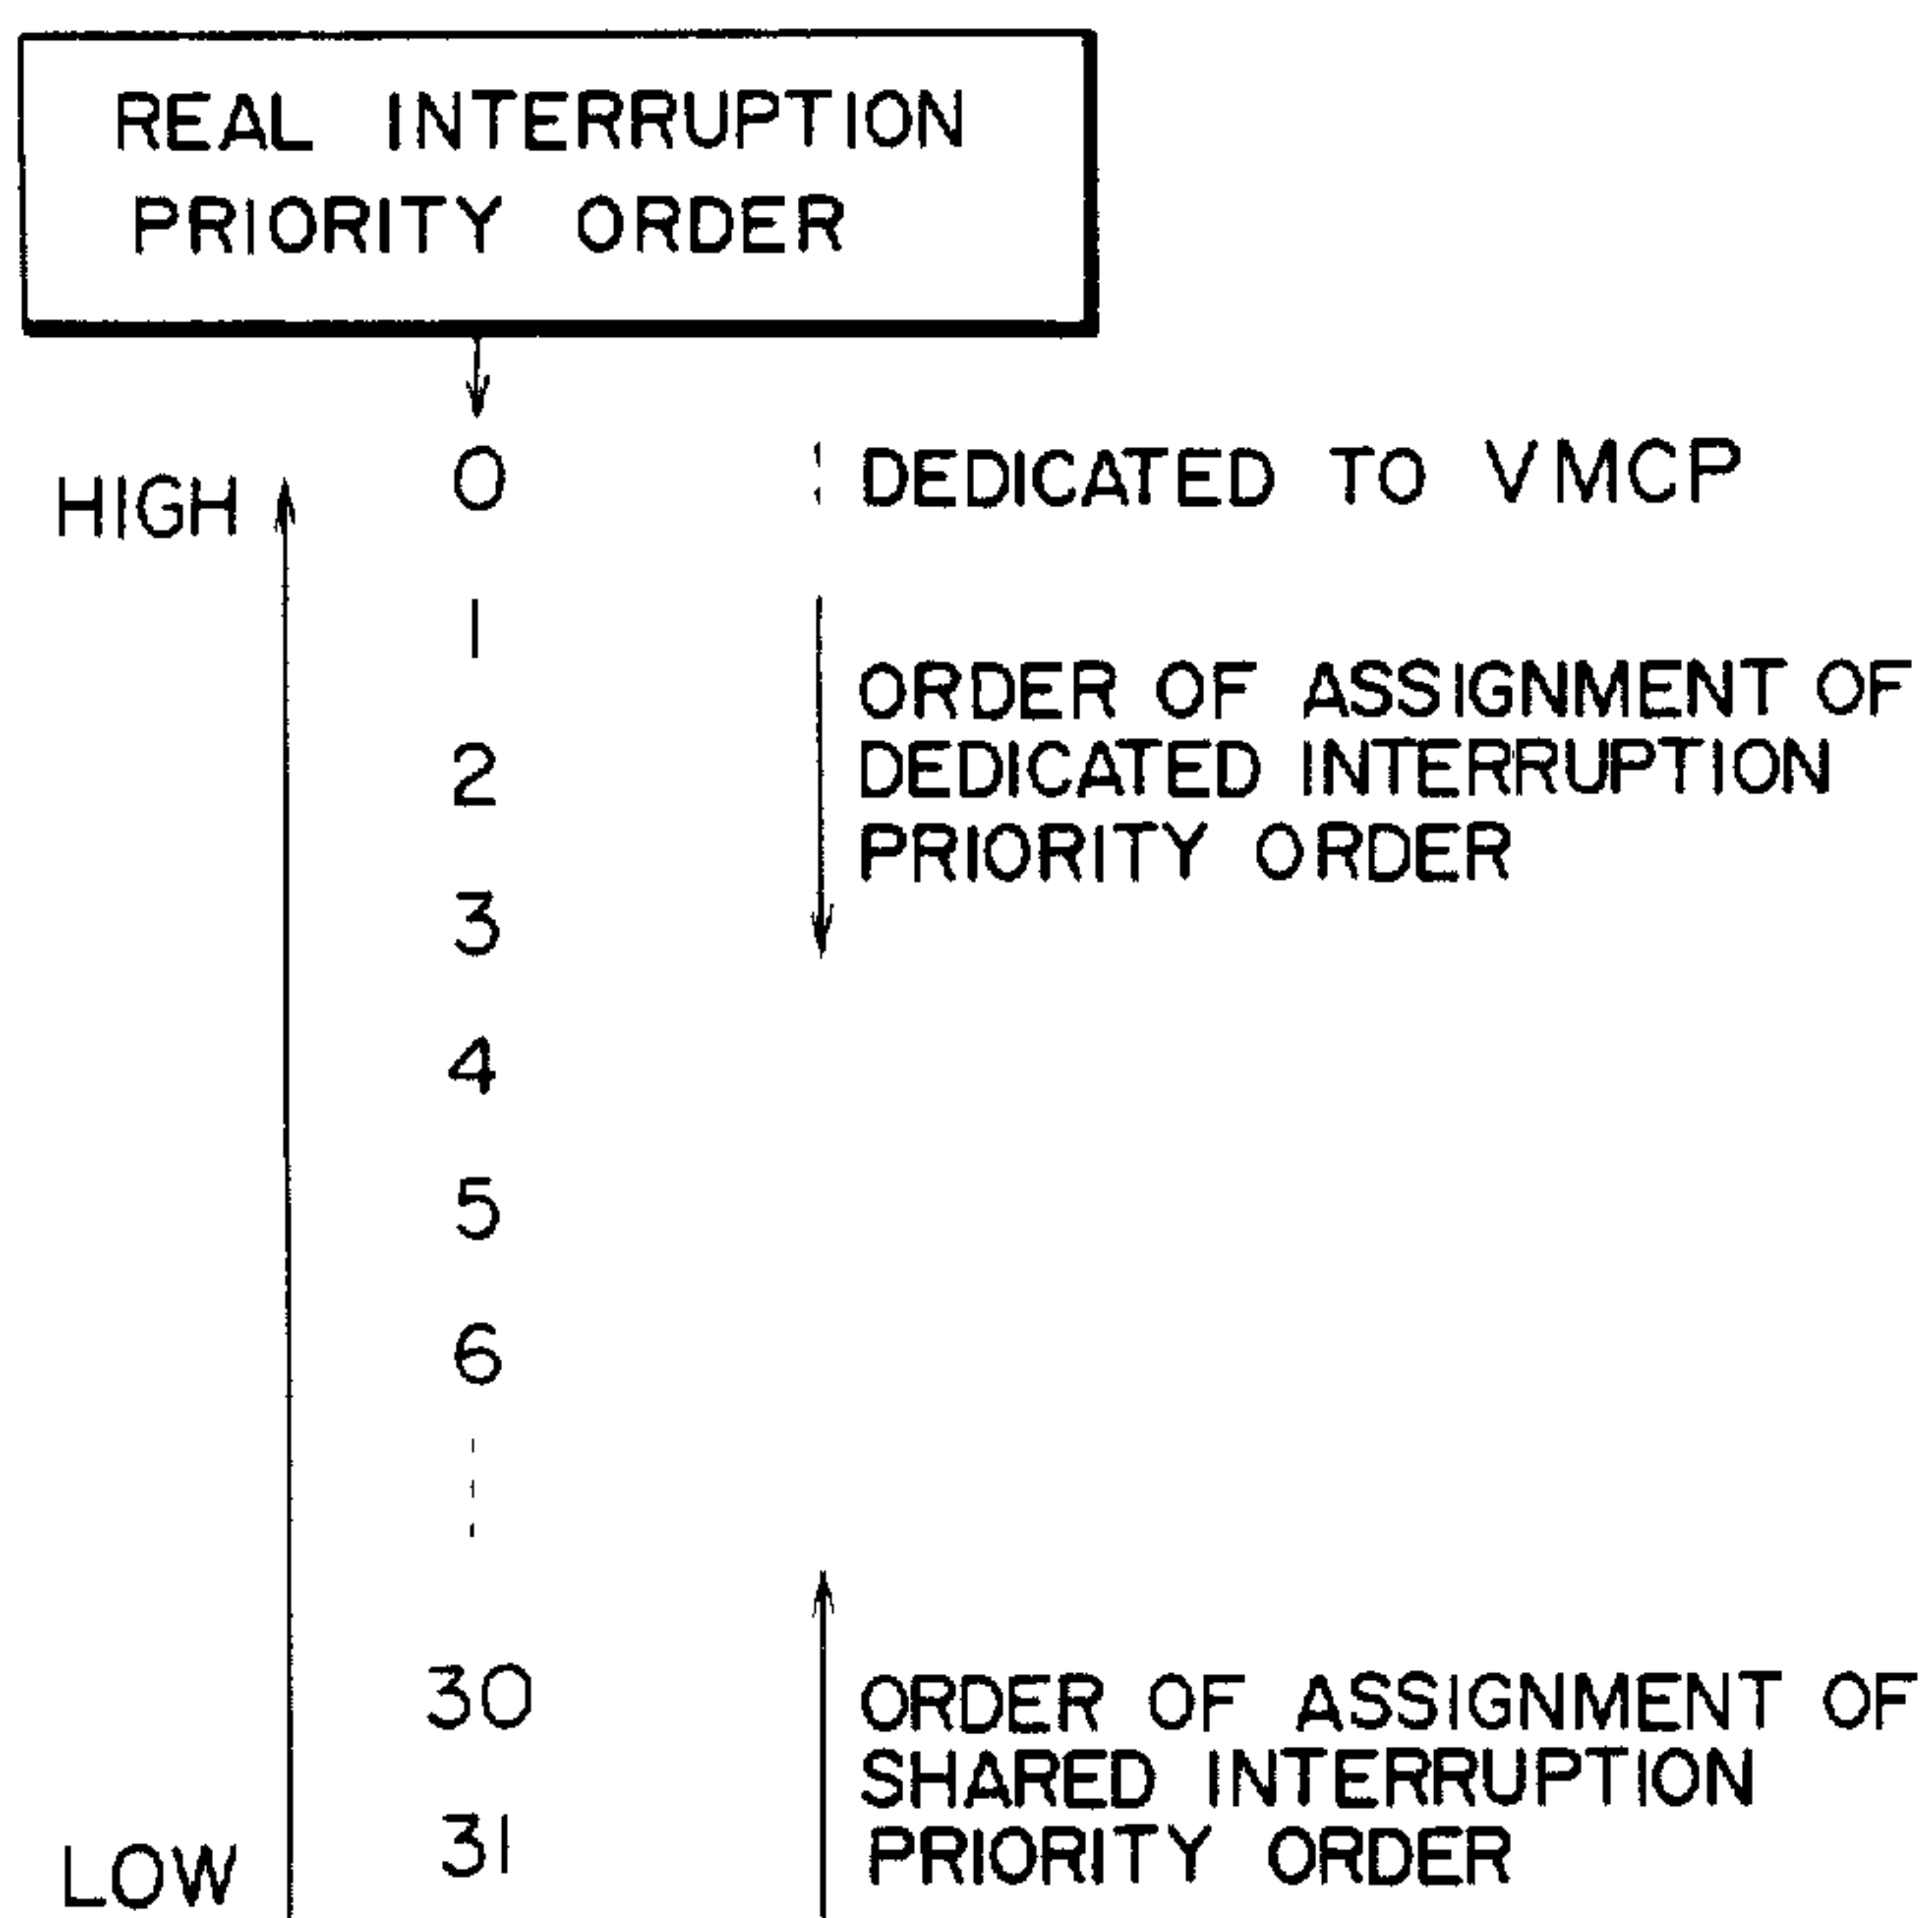 REAL INTERRUPTION
PRIORITY ORDER
HIGH
0
DEDICATED TO VMCP
1
ORDER OF ASSIGNMENT OF
2
DEDICATED INTERRUPTION
PRIORITY ORDER
3
4
5
6
30
ORDER OF ASSIGNMENT OF
SHARED INTERRUPTION
31
PRIORITY ORDER
LOW